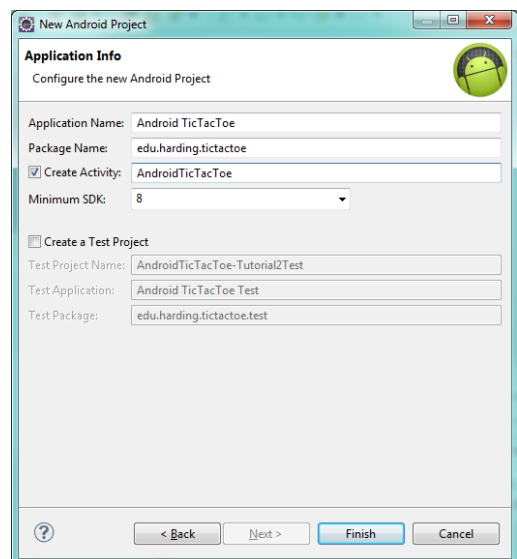 New Android Project
Application Info
Configure the new Android Project
Application Name: Android TicTacToe
Package Name: edu.harding.tictactoe
Create Activity: AndroidTicTacToe
Minimum SDK: 8
Create a Test Project
Test Project Name: AndroidTicTacToe-Tutorial2Test
Test Application: Android TicTacToe Test
Test Package: edu.harding.tictactoe.test
? < Back Next > Finish Cancel